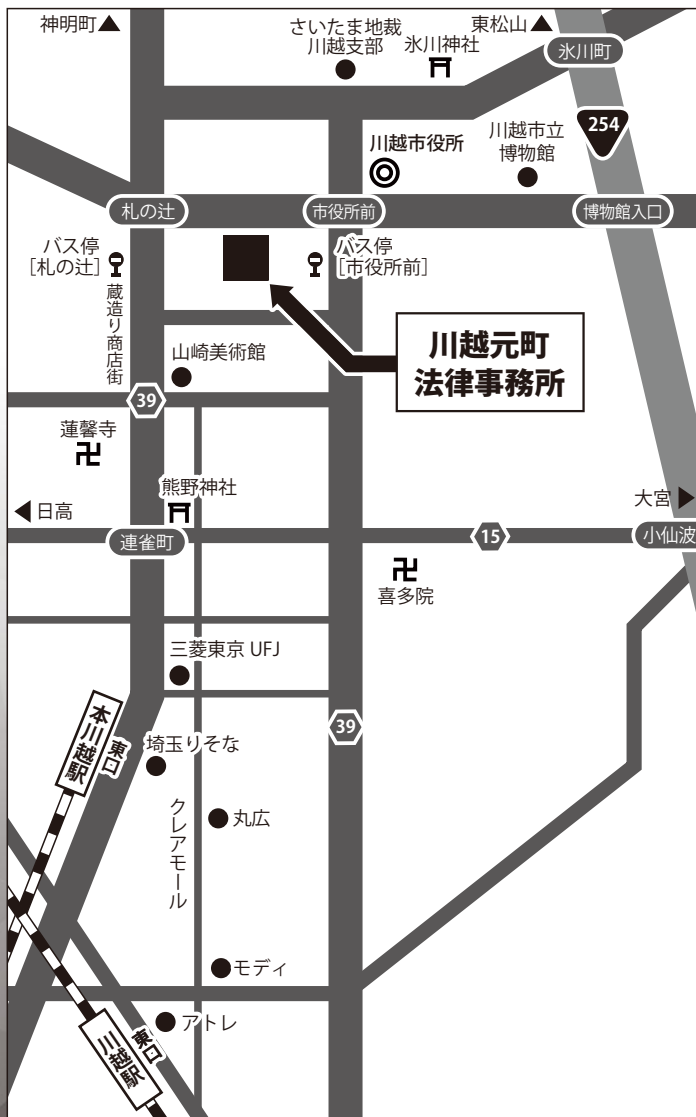 神明町
さいたま地裁
川越支部
氷川神社
東松山
氷川町
254
川越市役所
川越市立
博物館
札の辻
市役所前
博物館入口
バス停
[札の辻]
バス停
[市役所前]
蔵造り商店街
川越元町
法律事務所
山崎美術館
39
蓮馨寺
熊野神社
日高
大宮
連雀町
15
小仙波
喜多院
三菱東京 UFJ
本川越駅
東口
39
埼玉りそな
クレアモール
丸広
モディ
アトレ
川越駅
東口